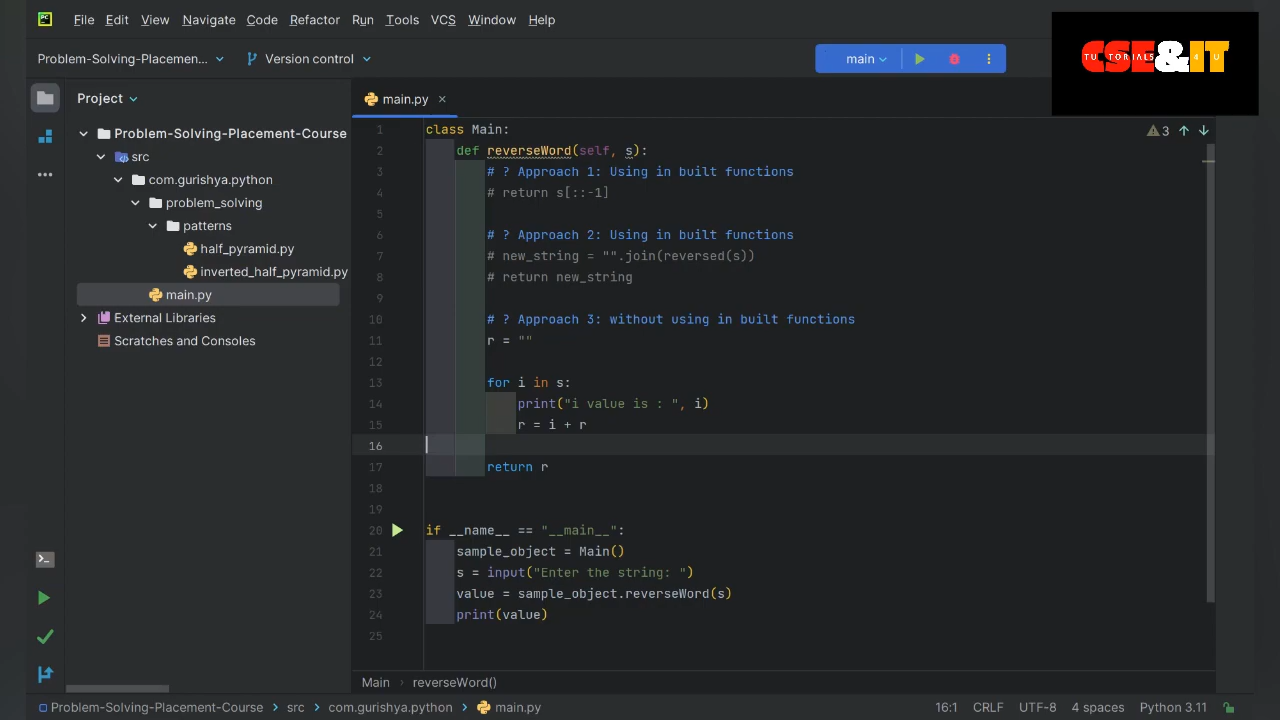 PC
File Edit View Navigate Code Refactor Run Tools VCS Window Help
CSE&IT
TUTORIALS 4 U
Problem-Solving-Placemen... Version control main
Project
main.py
Problem-Solving-Placement-Course
src
com.gurishya.python
problem_solving
patterns
half_pyramid.py
inverted_half_pyramid.py
main.py
External Libraries
Scratches and Consoles
3
1 class Main:
2 def reverseWord(self, s):
3 # ? Approach 1: Using in built functions
4 # return s[::-1]
5
6 # ? Approach 2: Using in built functions
7 # new_string = "".join(reversed(s))
8 # return new_string
9
10 # ? Approach 3: without using in built functions
11 r = ""
12
13 for i in s:
14 print("i value is : ", i)
15 r = i + r
16
17 return r
18
19
20 if __name__ == "__main__":
21 sample_object = Main()
22 s = input("Enter the string: ")
23 value = sample_object.reverseWord(s)
24 print(value)
25
Main reverseWord()
Problem-Solving-Placement-Course src com.gurishya.python main.py 16:1 CRLF UTF-8 4 spaces Python 3.11